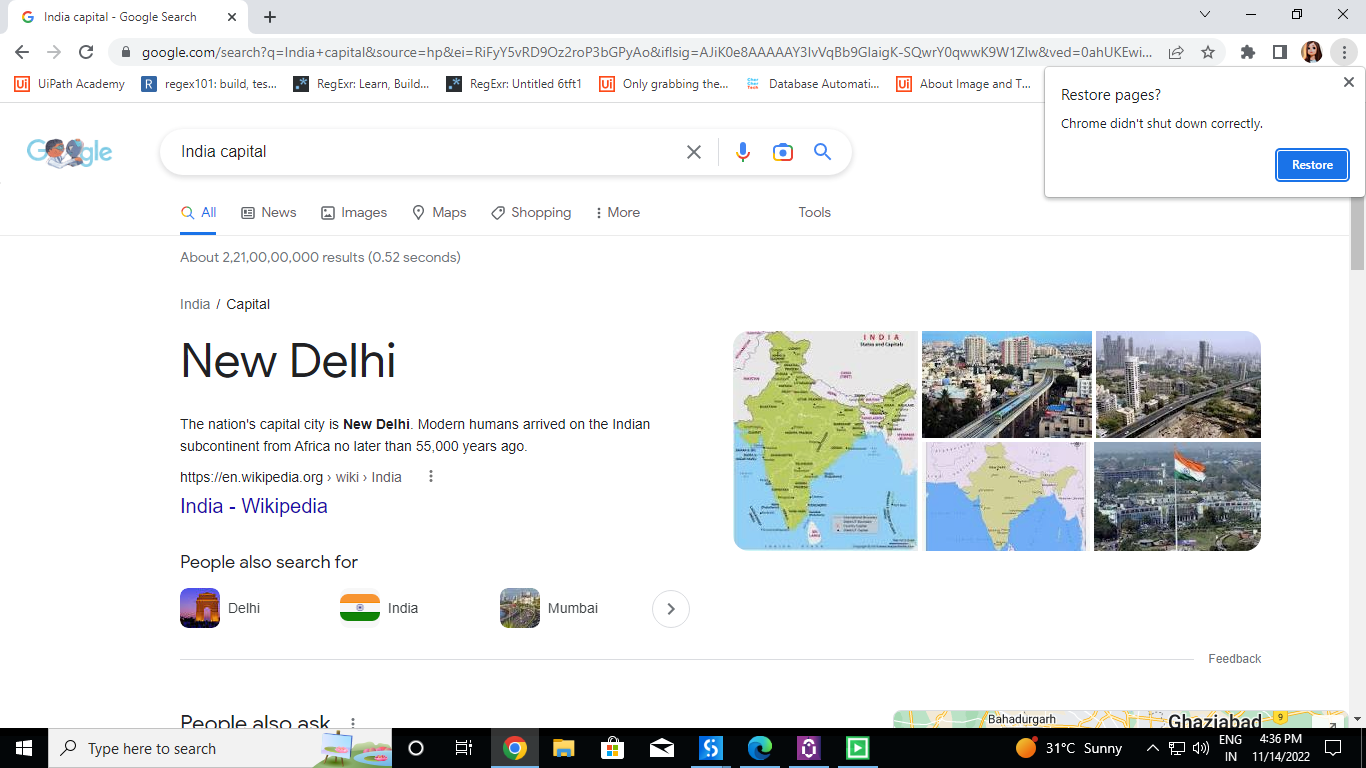 India capital - Google Search
google.com/search?q=India+capital&source=hp&ei=RiFyY5vRD9Oz2roP3bGPyAo&iflsig=AJiK0e8AAAAAY3IvVqBb9GIaigK-SQwrY0qwwK9W1ZIw&ved=0ahUKEwi...
UiPath Academy
regex101: build, tes...
RegExr: Learn, Build...
RegExr: Untitled 6tft1
Only grabbing the...
Database Automati...
About Image and T...
Restore pages?
Chrome didn't shut down correctly.
Restore
Google
India capital
All News Images Maps Shopping More Tools
About 2,21,00,00,000 results (0.52 seconds)
India / Capital
New Delhi
INDIA
States and Capitals
The nation's capital city is New Delhi. Modern humans arrived on the Indian
subcontinent from Africa no later than 55,000 years ago.
https://en.wikipedia.org › wiki › India
India - Wikipedia
People also search for
Delhi India Mumbai
Feedback
People also ask
Bahadurgarh
Ghaziabad
9
Type here to search
31°C Sunny
ENG
IN
4:36 PM
11/14/2022